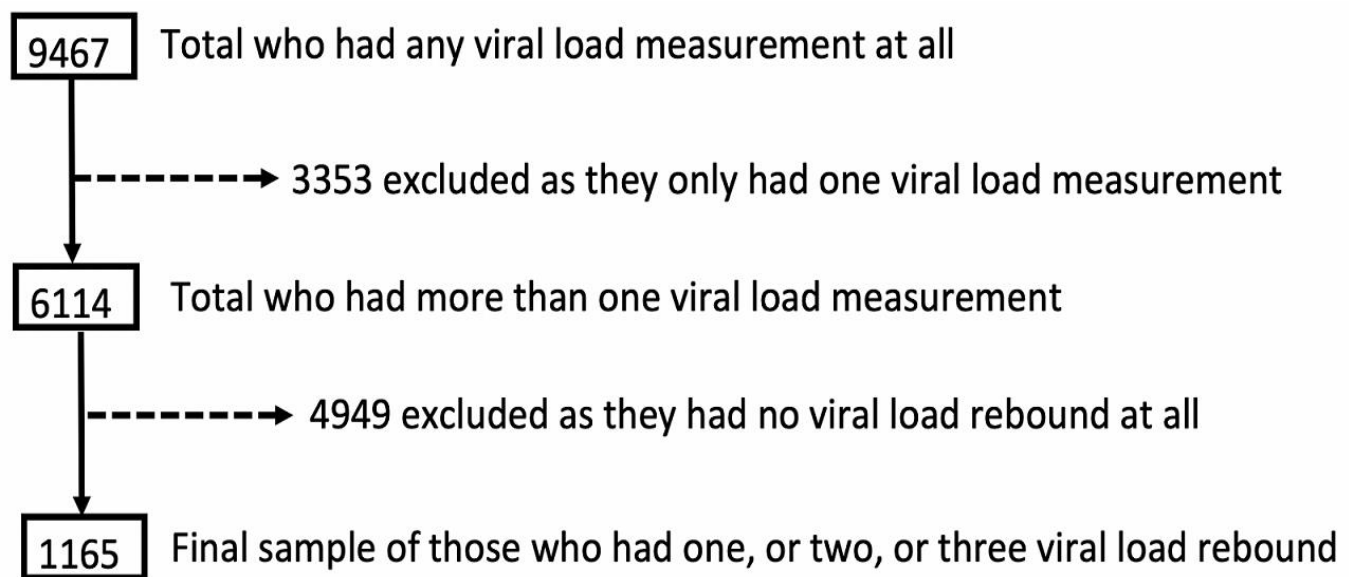 9467 Total who had any viral load measurement at all
3353 excluded as they only had one viral load measurement
6114 Total who had more than one viral load measurement
4949 excluded as they had no viral load rebound at all
1165 Final sample of those who had one, or two, or three viral load rebound